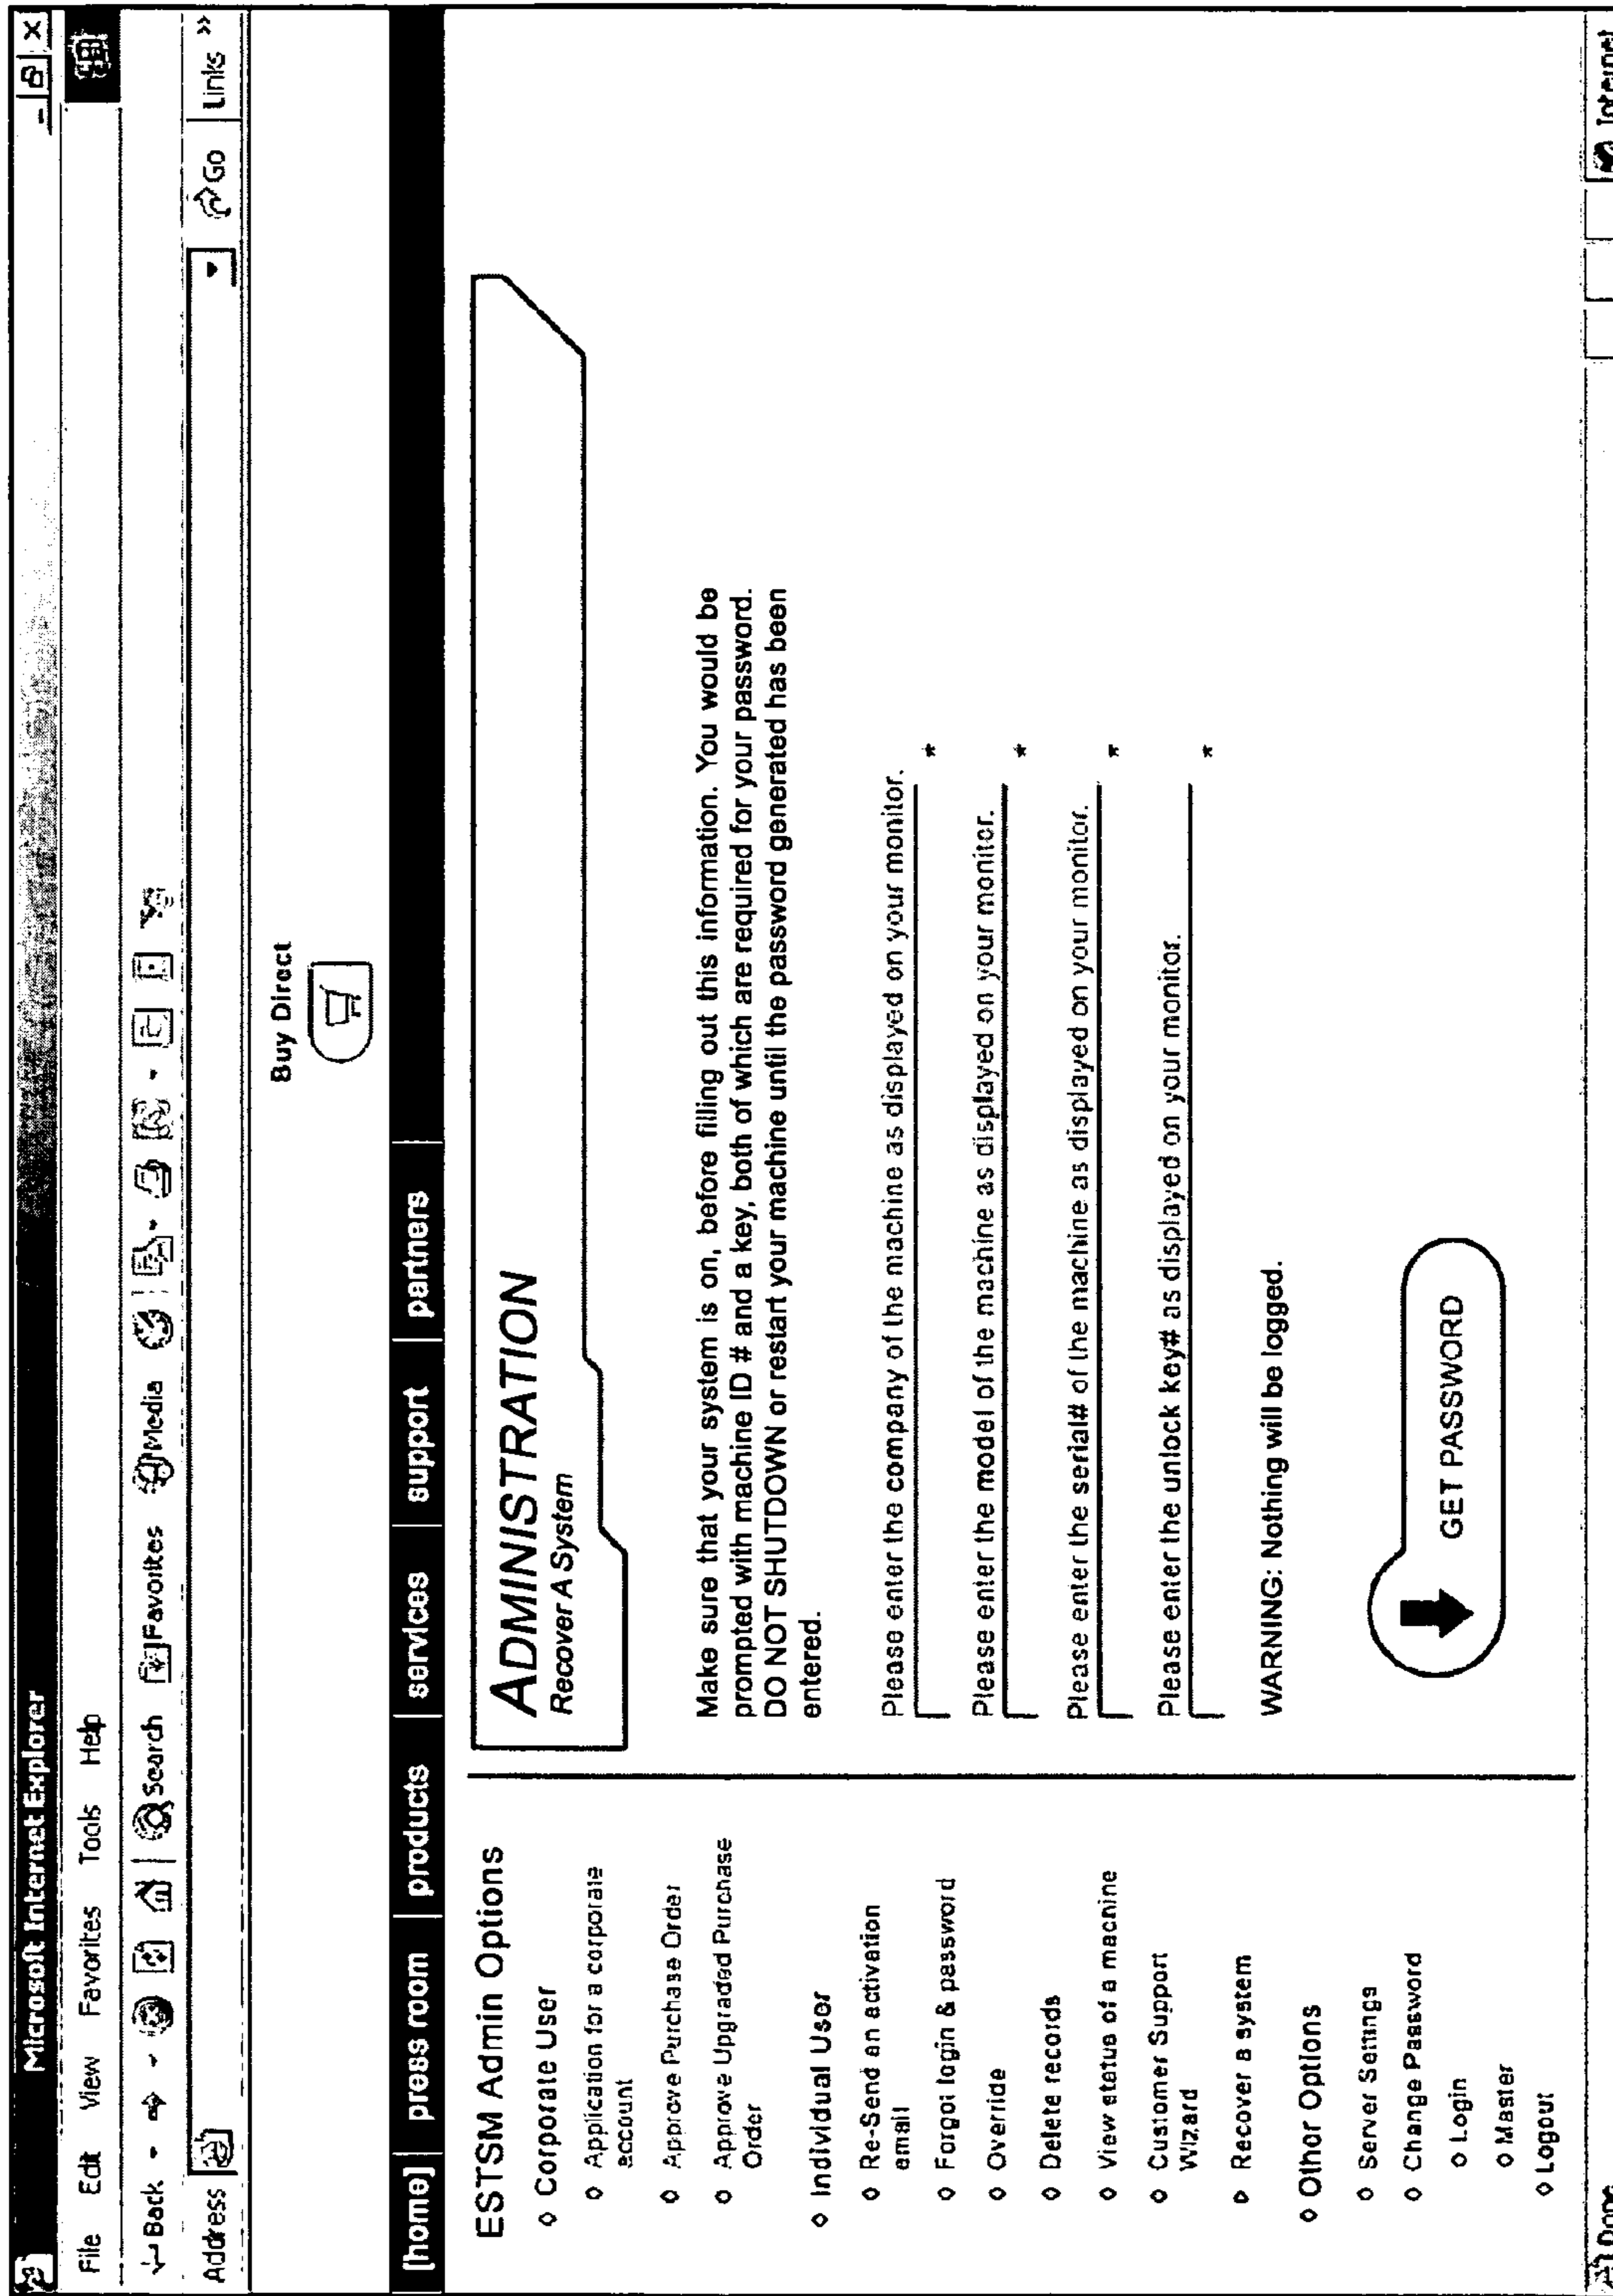 Microsoft Internet Explorer
File Edit View Favorites Tools Help
Back Search Favorites Media
Address Go Links »
Buy Direct
[home] press room products services support partners
ESTSM Admin Options
Corporate User
Application for a corporate
account
Approve Purchase Order
Approve Upgraded Purchase
Order
Individual User
Re-Send an activation
email
Forgot login & password
Override
Delete records
View status of a machine
Customer Support
Wizard
Recover a system
Other Options
Server Settings
Change Password
Login
Master
Logout
ADMINISTRATION
Recover A System
Make sure that your system is on, before filling out this information. You would be
prompted with machine ID # and a key, both of which are required for your password.
DO NOT SHUTDOWN or restart your machine until the password generated has been
entered.
Please enter the company of the machine as displayed on your monitor.
*
Please enter the model of the machine as displayed on your monitor.
*
Please enter the serial# of the machine as displayed on your monitor.
*
Please enter the unlock key# as displayed on your monitor.
*
WARNING: Nothing will be logged.
GET PASSWORD
Done Internet